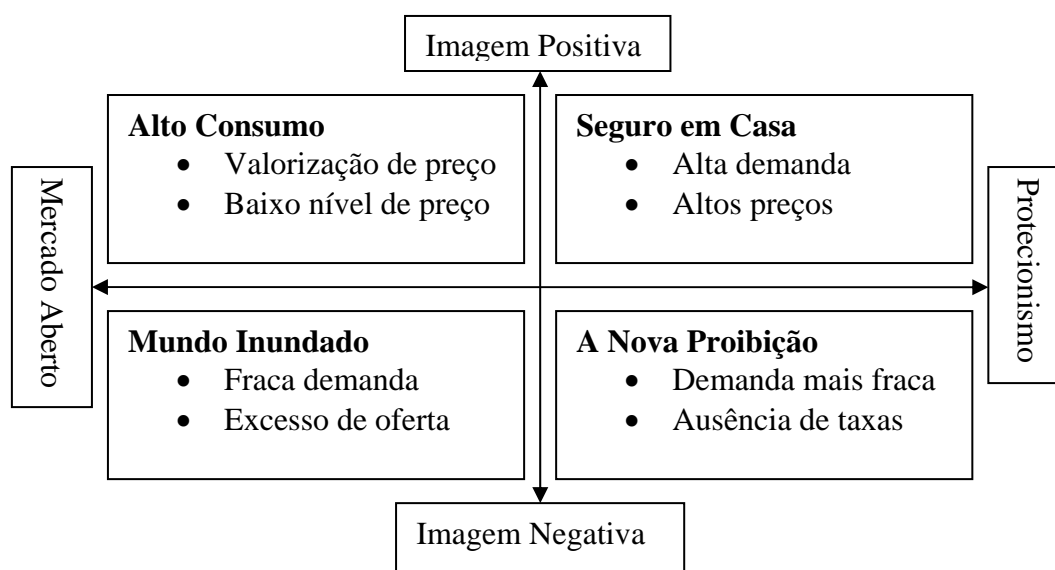 Imagem Positiva
Alto Consumo
• Valorização de preço
• Baixo nível de preço
Seguro em Casa
• Alta demanda
• Altos preços
Mercado Aberto
Protecionismo
Mundo Inundado
• Fraca demanda
• Excesso de oferta
A Nova Proibição
• Demanda mais fraca
• Ausência de taxas
Imagem Negativa